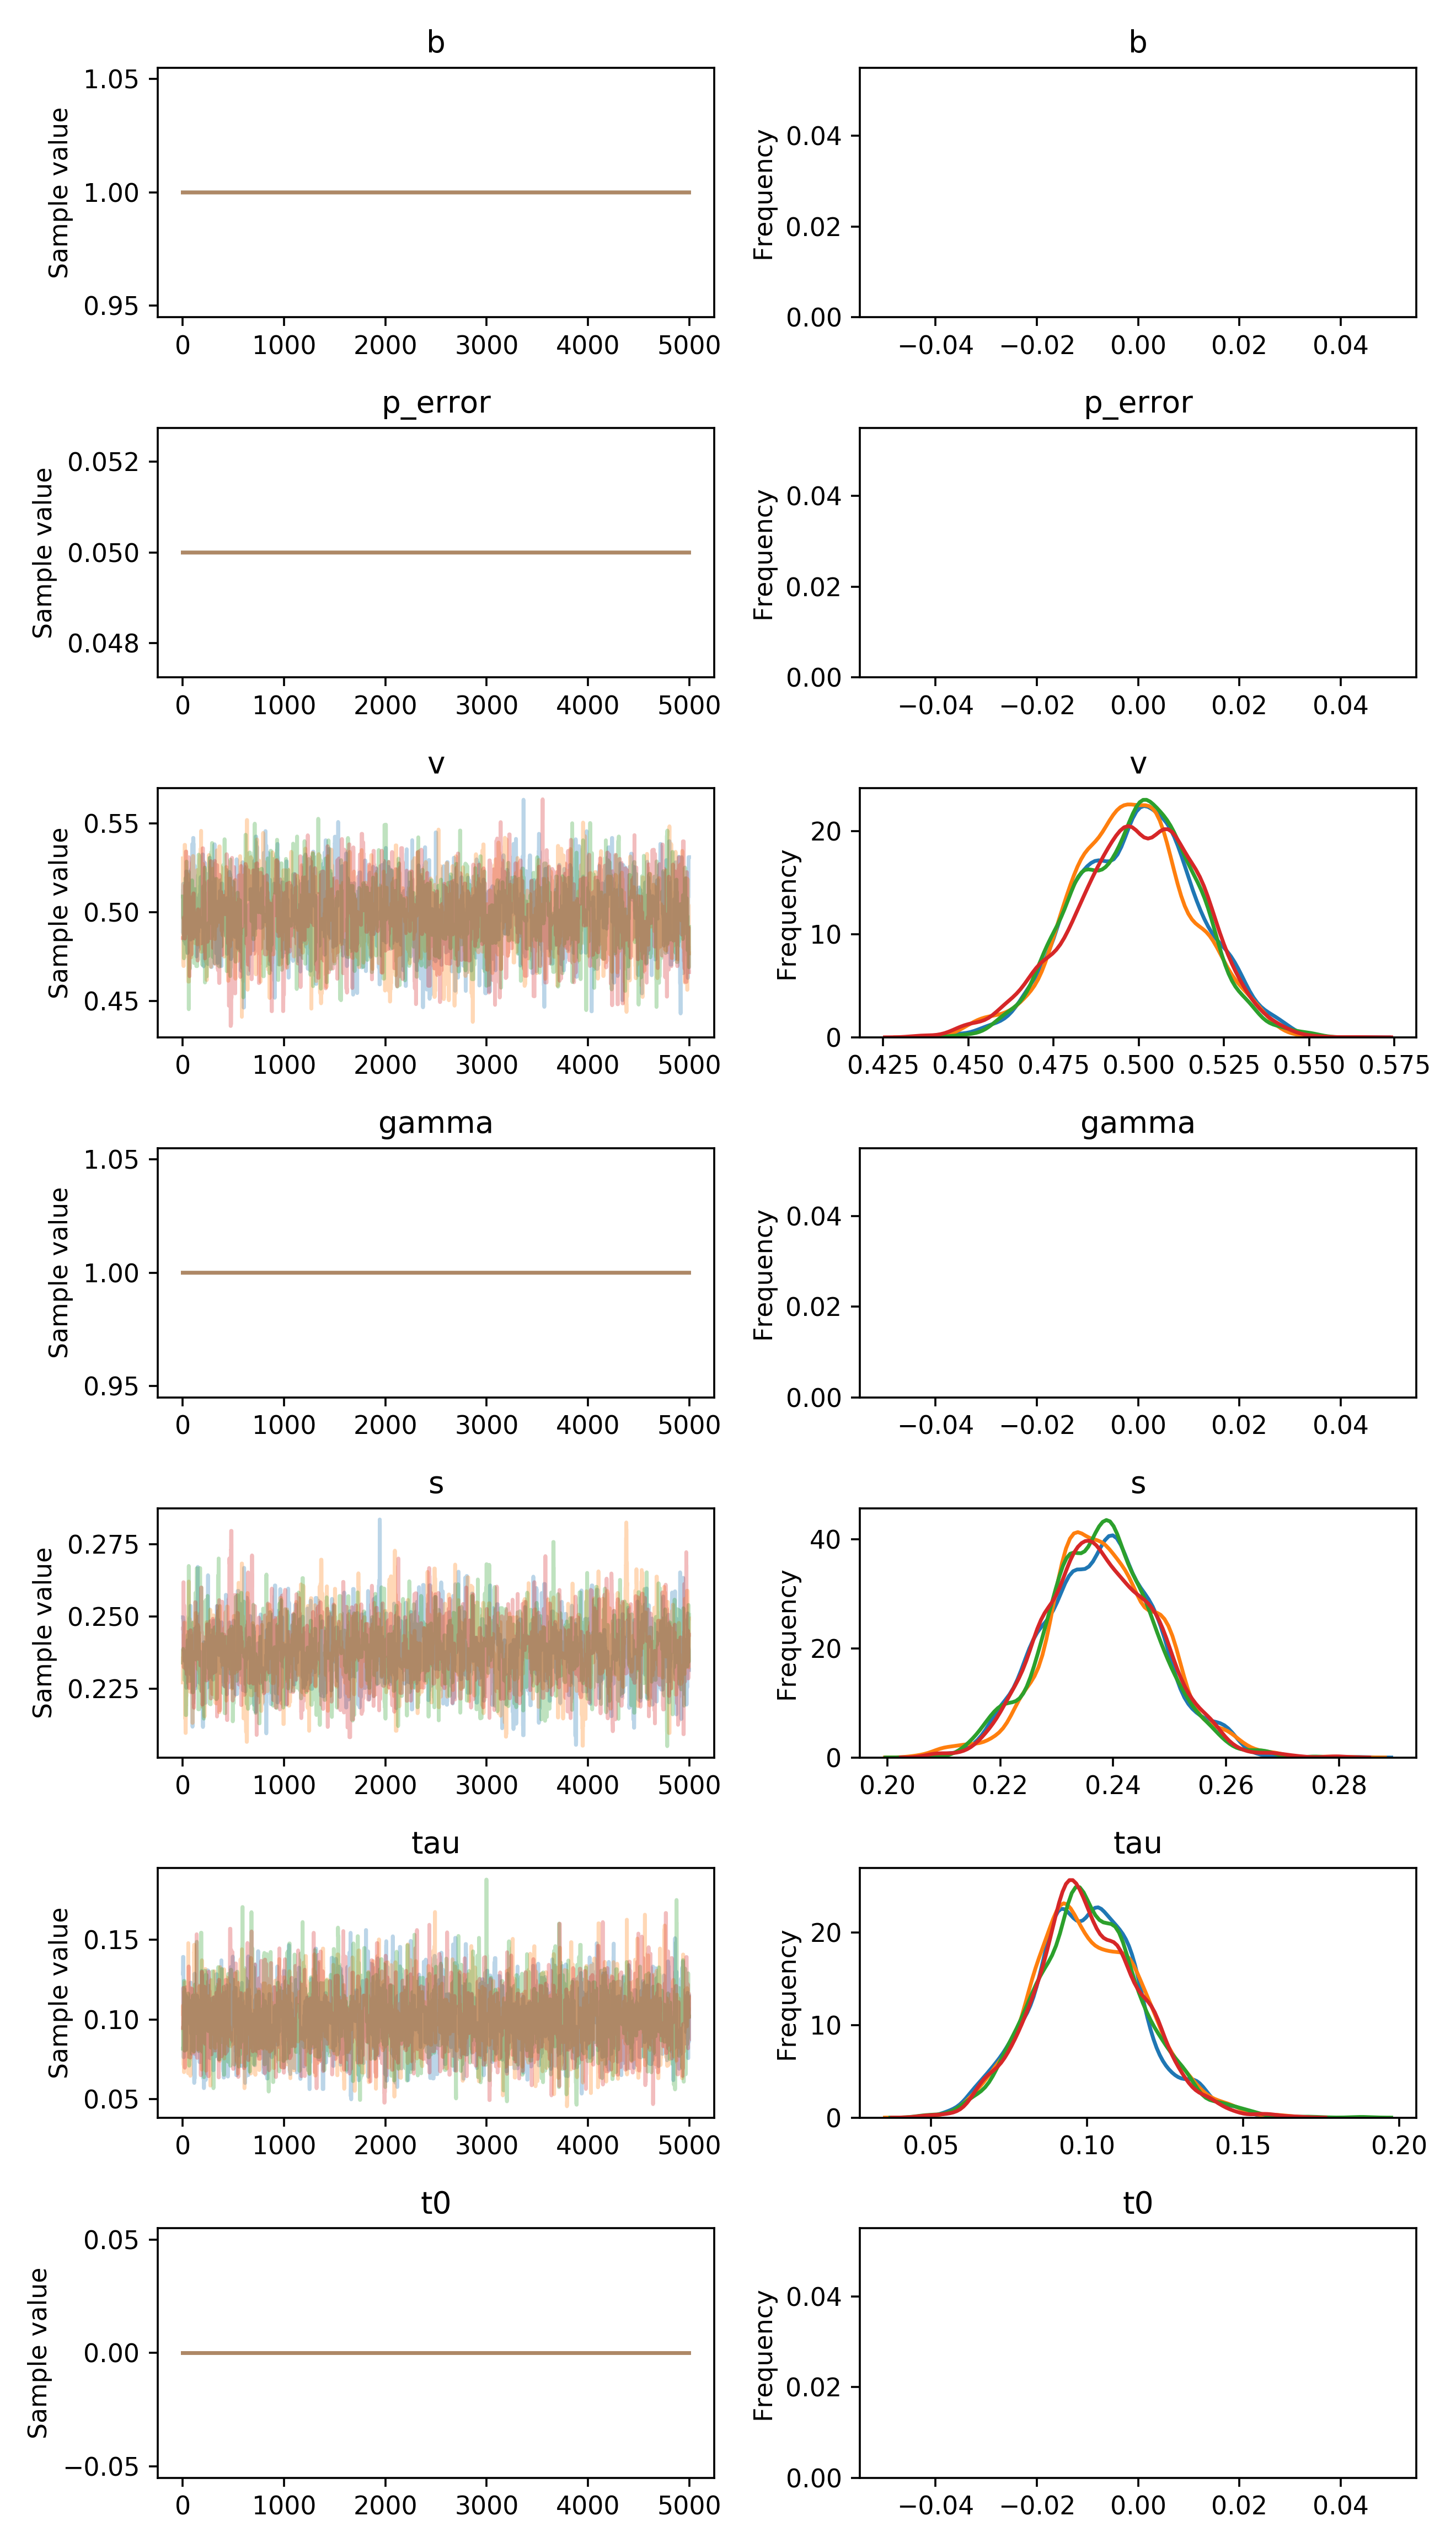 b
b
Sample value
1.05
1.00
0.95
0 1000 2000 3000 4000 5000
Frequency
0.04
0.02
0.00
−0.04 −0.02 0.00 0.02 0.04
p_error
p_error
Sample value
0.052
0.050
0.048
0 1000 2000 3000 4000 5000
Frequency
0.04
0.02
0.00
−0.04 −0.02 0.00 0.02 0.04
v
v
Sample value
0.55
0.50
0.45
0 1000 2000 3000 4000 5000
Frequency
20
10
0
0.425 0.450 0.475 0.500 0.525 0.550 0.575
gamma
gamma
Sample value
1.05
1.00
0.95
0 1000 2000 3000 4000 5000
Frequency
0.04
0.02
0.00
−0.04 −0.02 0.00 0.02 0.04
s
s
Sample value
0.275
0.250
0.225
0 1000 2000 3000 4000 5000
Frequency
40
20
0
0.20 0.22 0.24 0.26 0.28
tau
tau
Sample value
0.15
0.10
0.05
0 1000 2000 3000 4000 5000
Frequency
20
10
0
0.05 0.10 0.15 0.20
t0
t0
Sample value
0.05
0.00
−0.05
0 1000 2000 3000 4000 5000
Frequency
0.04
0.02
0.00
−0.04 −0.02 0.00 0.02 0.04